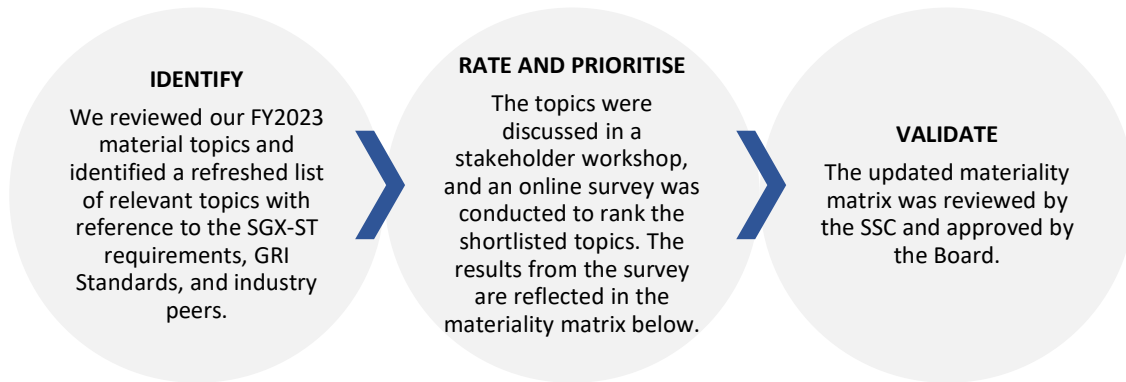 IDENTIFY
We reviewed our FY2023
material topics and
identified a refreshed list
of relevant topics with
reference to the SGX-ST
requirements, GRI
Standards, and industry
peers.
RATE AND PRIORITISE
The topics were
discussed in a
stakeholder workshop,
and an online survey was
conducted to rank the
shortlisted topics. The
results from the survey
are reflected in the
materiality matrix below.
VALIDATE
The updated materiality
matrix was reviewed by
the SSC and approved by
the Board.